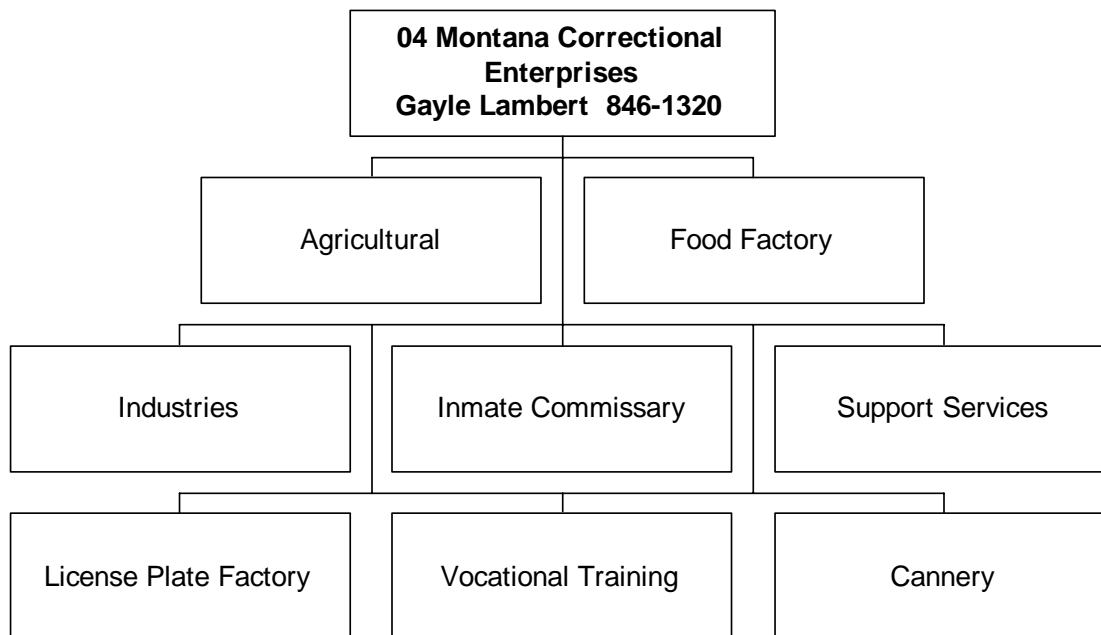 04 Montana Correctional
Enterprises
Gayle Lambert 846-1320
Agricultural
Food Factory
Industries
Inmate Commissary
Support Services
License Plate Factory
Vocational Training
Cannery